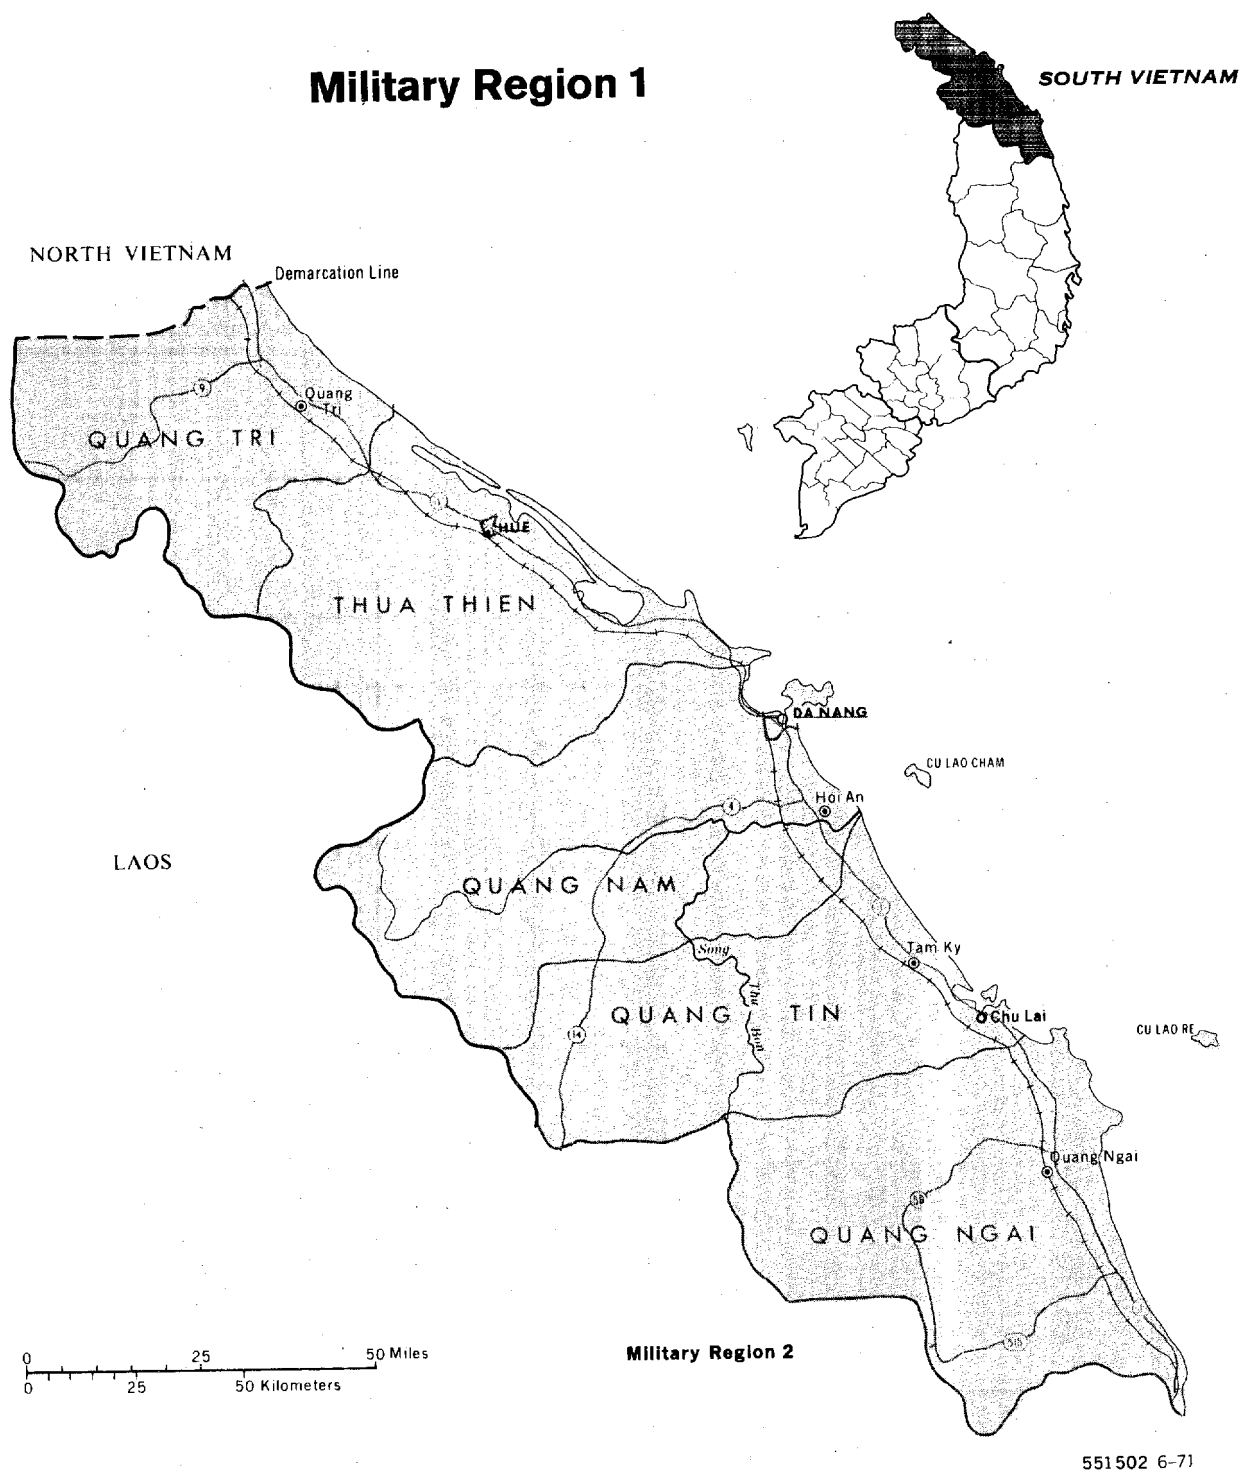 Military Region 1
SOUTH VIETNAM
NORTH VIETNAM
Demarcation Line
9
Quang
Tri
QUANG TRI
1
HUE
THUA THIEN
DA NANG
CU LAO CHAM
4
Hoi An
LAOS
QUANG NAM
Song
Tam Ky
Thu
Bon
QUANG TIN
Chu Lai
CU LAO RE
14
Quang Ngai
5B
QUANG NGAI
515
0 25 50 Miles
0 25 50 Kilometers
Military Region 2
551502 6-71